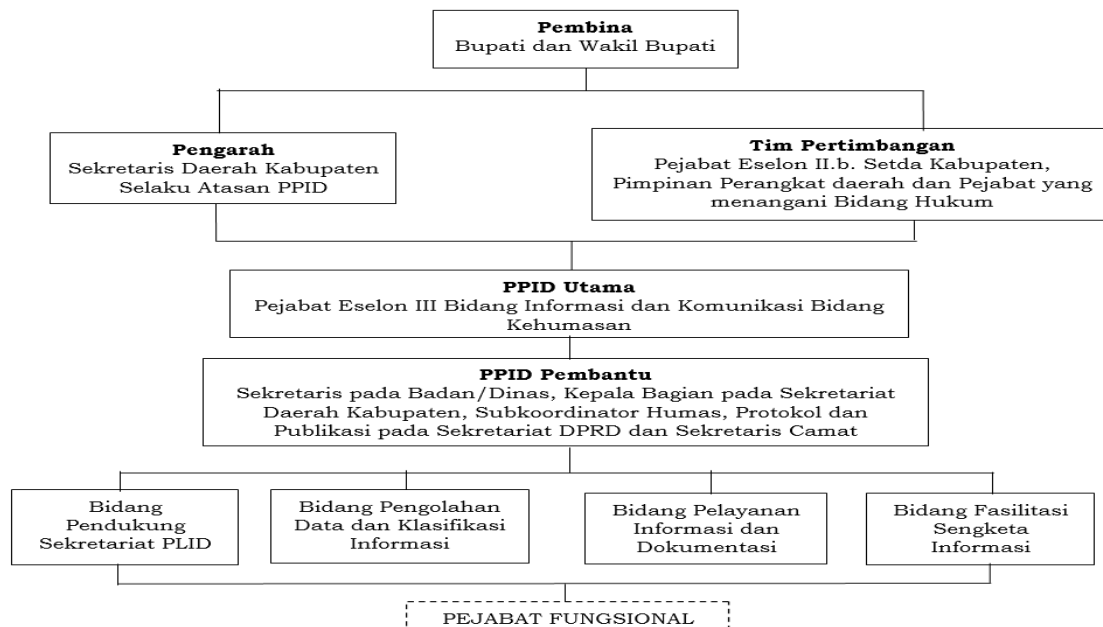 Pembina
Bupati dan Wakil Bupati
Pengarah
Sekretaris Daerah Kabupaten
Selaku Atasan PPID
Tim Pertimbangan
Pejabat Eselon II.b. Setda Kabupaten,
Pimpinan Perangkat daerah dan Pejabat yang
menangani Bidang Hukum
PPID Utama
Pejabat Eselon III Bidang Informasi dan Komunikasi Bidang
Kehumasan
PPID Pembantu
Sekretaris pada Badan/Dinas, Kepala Bagian pada Sekretariat
Daerah Kabupaten, Subkoordinator Humas, Protokol dan
Publikasi pada Sekretariat DPRD dan Sekretaris Camat
Bidang
Pendukung
Sekretariat PLID
Bidang Pengolahan
Data dan Klasifikasi
Informasi
Bidang Pelayanan
Informasi dan
Dokumentasi
Bidang Fasilitasi
Sengketa
Informasi
PEJABAT FUNGSIONAL